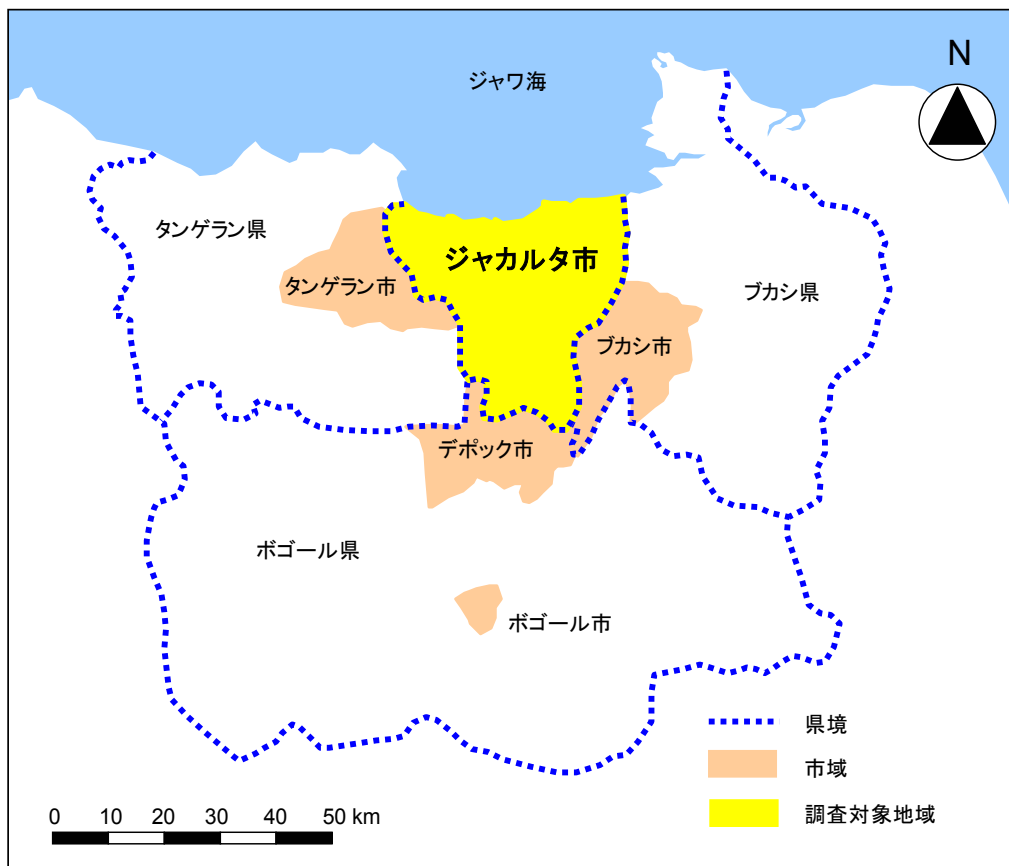 ジャワ海
N
タンゲラン県
ジャカルタ市
タンゲラン市
ブカシ県
ブカシ市
デポック市
ボゴール県
ボゴール市
県境
市域
調査対象地域
0 10 20 30 40 50 km